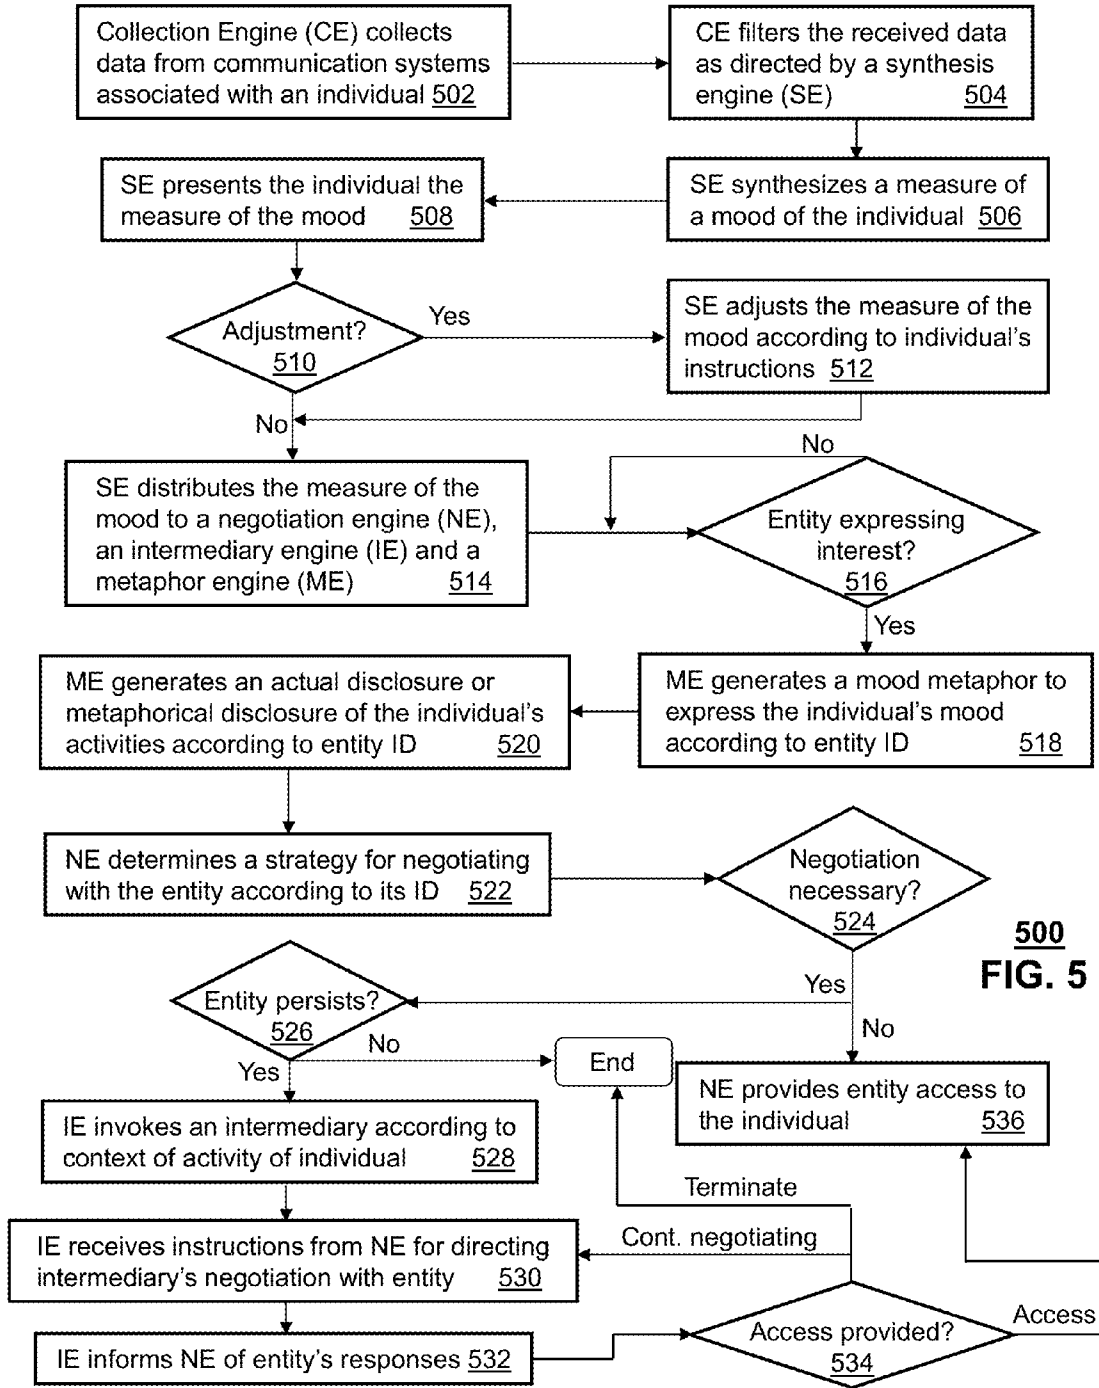 Collection Engine (CE) collects
data from communication systems
associated with an individual 502
CE filters the received data
as directed by a synthesis
engine (SE) 504
SE synthesizes a measure of
a mood of the individual 506
SE presents the individual the
measure of the mood 508
Adjustment?
510
Yes
SE adjusts the measure of the
mood according to individual's
instructions 512
No
SE distributes the measure of the
mood to a negotiation engine (NE),
an intermediary engine (IE) and a
metaphor engine (ME) 514
No
Entity expressing
interest?
516
Yes
ME generates a mood metaphor to
express the individual's mood
according to entity ID 518
ME generates an actual disclosure or
metaphorical disclosure of the individual's
activities according to entity ID 520
NE determines a strategy for negotiating
with the entity according to its ID 522
Negotiation
necessary?
524
500
FIG. 5
Yes
No
Entity persists?
526
No
Yes
End
NE provides entity access to
the individual 536
IE invokes an intermediary according to
context of activity of individual 528
Terminate
Cont. negotiating
IE receives instructions from NE for directing
intermediary's negotiation with entity 530
IE informs NE of entity's responses 532
Access provided?
534
Access